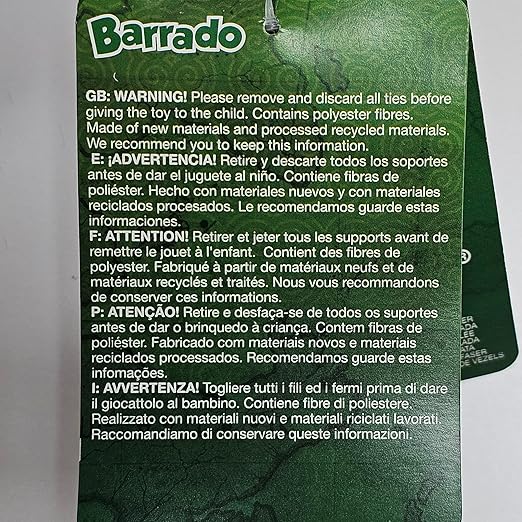 Barrado
GB: WARNING! Please remove and discard all ties before
giving the toy to the child. Contains polyester fibres.
Made of new materials and processed recycled materials.
We recommend you to keep this information.
E: ¡ADVERTENCIA! Retire y descarte todos los soportes
antes de dar el juguete al niño. Contiene fibras de
poliéster. Hecho con materiales nuevos y con materiales
reciclados procesados. Le recomendamos guarde estas
informaciones.
F: ATTENTION! Retirer et jeter tous les supports avant de
remettre le jouet à l'enfant. Contient des fibres de
polyester. Fabriqué à partir de matériaux neufs et de
matériaux recyclés et traités. Nous vous recommandons
de conserver ces informations.
P: ATENÇÃO! Retire e desfaça-se de todos os suportes
antes de dar o brinquedo à criança. Contem fibras de
poliéster. Fabricado com materiais novos e materiais
reciclados processados. Recomendamos guarde estas
infomações.
I: AVVERTENZA! Togliere tutti i fili ed i fermi prima di dare
il giocattolo al bambino. Contiene fibre di poliestere.
Realizzato con materiali nuovi e materiali riciclati lavorati.
Raccomandiamo di conservare queste informazioni.
®